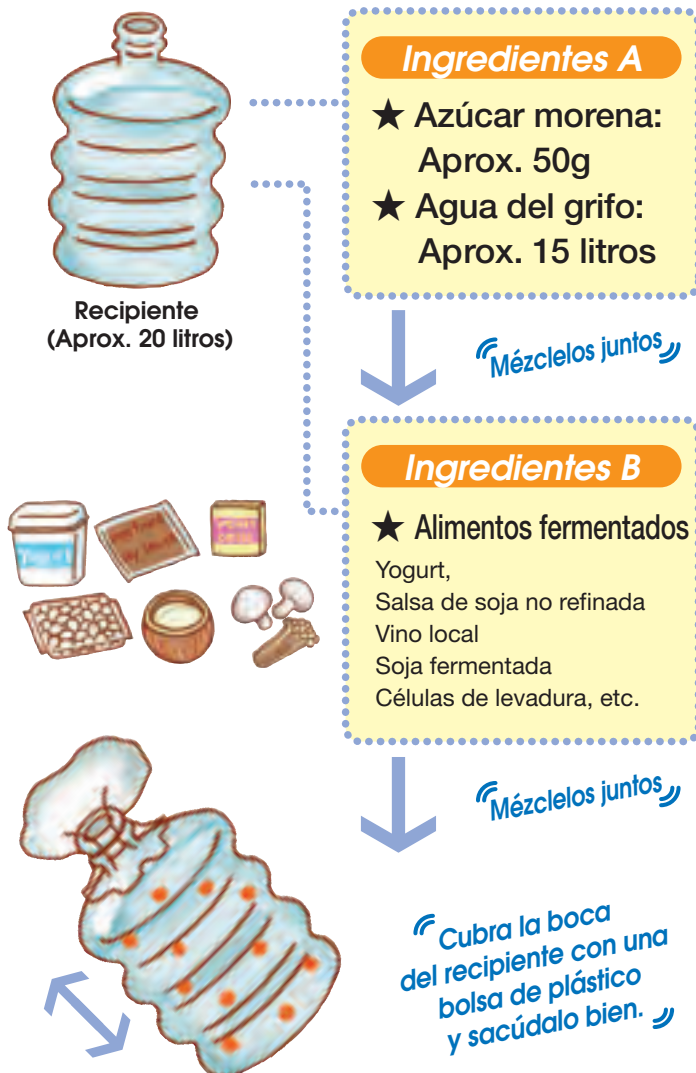 Ingredientes A
★ Azúcar morena:
Aprox. 50g
★ Agua del grifo:
Aprox. 15 litros
Recipiente
(Aprox. 20 litros)
Mézclelos juntos
Ingredientes B
★ Alimentos fermentados
Yogurt,
Salsa de soja no refinada
Vino local
Soja fermentada
Células de levadura, etc.
Yogurt
Mézclelos juntos
Cubra la boca
del recipiente con una
bolsa de plástico
y sacúdalo bien.